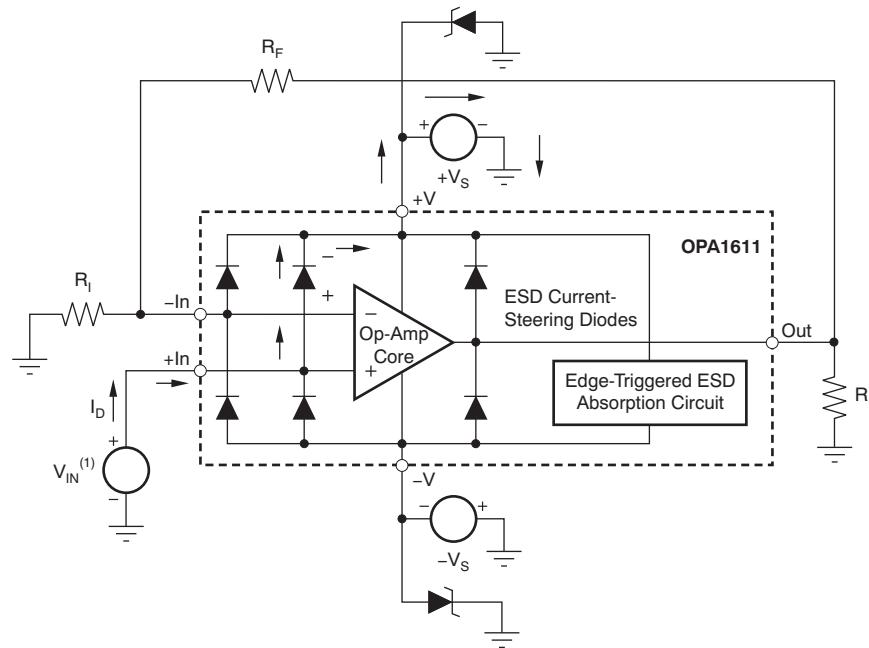 R_F
+ −
+V_S
+V
OPA1611
−
+
R_I
−In
ESD Current-
Steering Diodes
−
Op-Amp
Core
+
Out
+In
Edge-Triggered ESD
Absorption Circuit
R
I_D
+
V_IN^(1)
−
−V
− +
−V_S